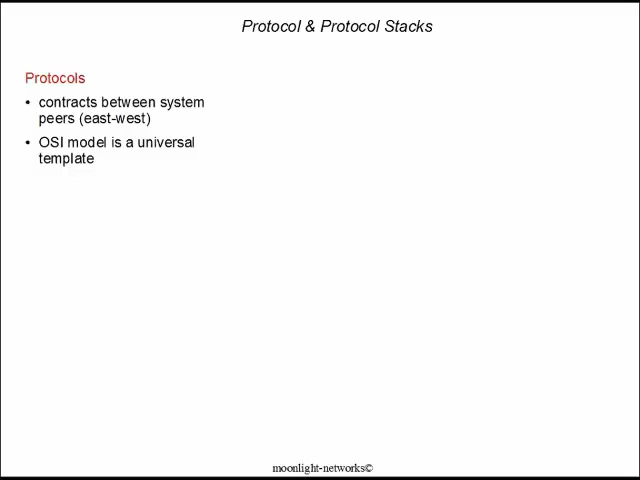 Protocol & Protocol Stacks
Protocols
• contracts between system
peers (east-west)
• OSI model is a universal
template
moonlight-networks©